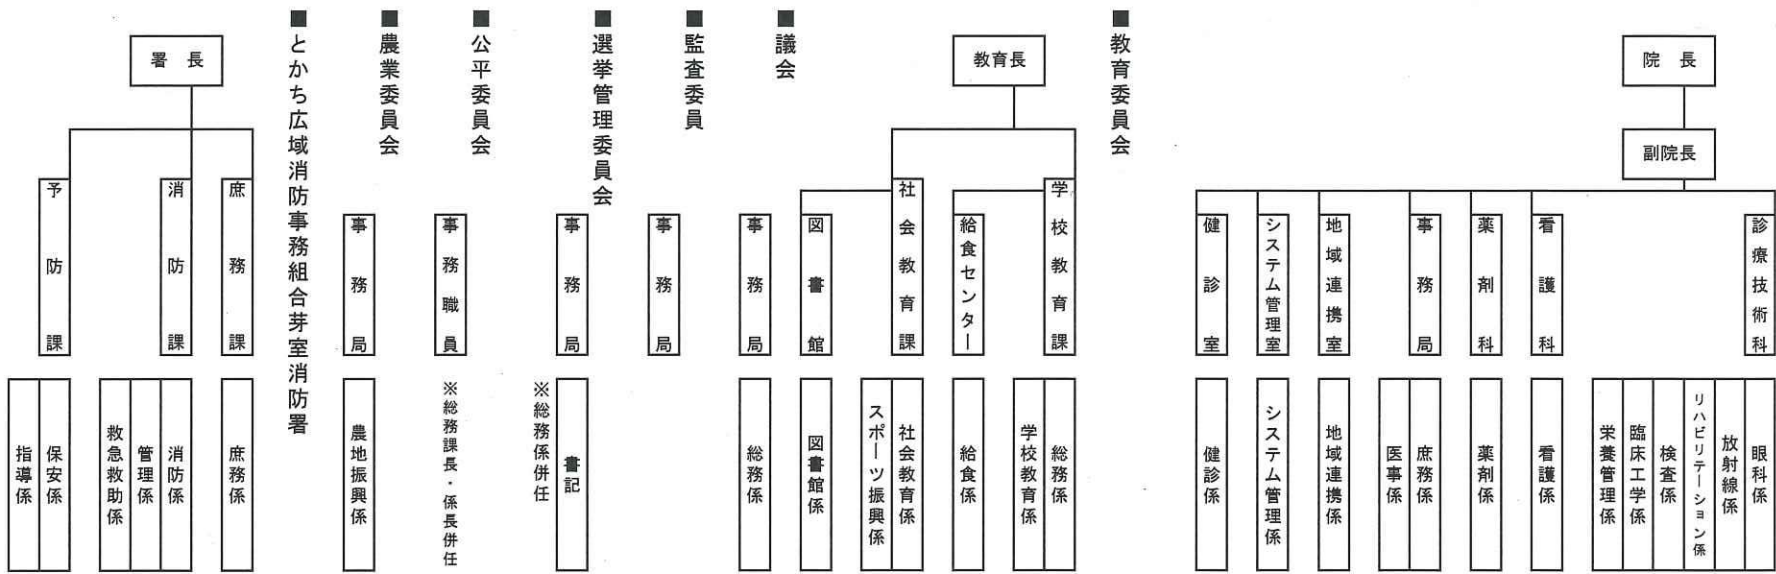 院　長
副院長
診療技術科
眼科係
放射線係
リハビリテーション係
検査係
臨床工学係
栄養管理係
看護科
看護係
薬剤科
薬剤係
事務局
庶務係
医事係
地域連携室
地域連携係
システム管理室
システム管理係
健診室
健診係
■教育委員会
教育長
学校教育課
総務係
学校教育係
給食センター
給食係
社会教育課
社会教育係
スポーツ振興係
図書館
図書館係
■議会
事務局
総務係
■監査委員
事務局
■選挙管理委員会
事務局
書記
※総務係併任
■公平委員会
事務職員
※総務課長・係長併任
■農業委員会
事務局
農地振興係
■とかち広域消防事務組合芽室消防署
署　長
庶務課
庶務係
消防課
消防係
管理係
救急救助係
予防課
保安係
指導係